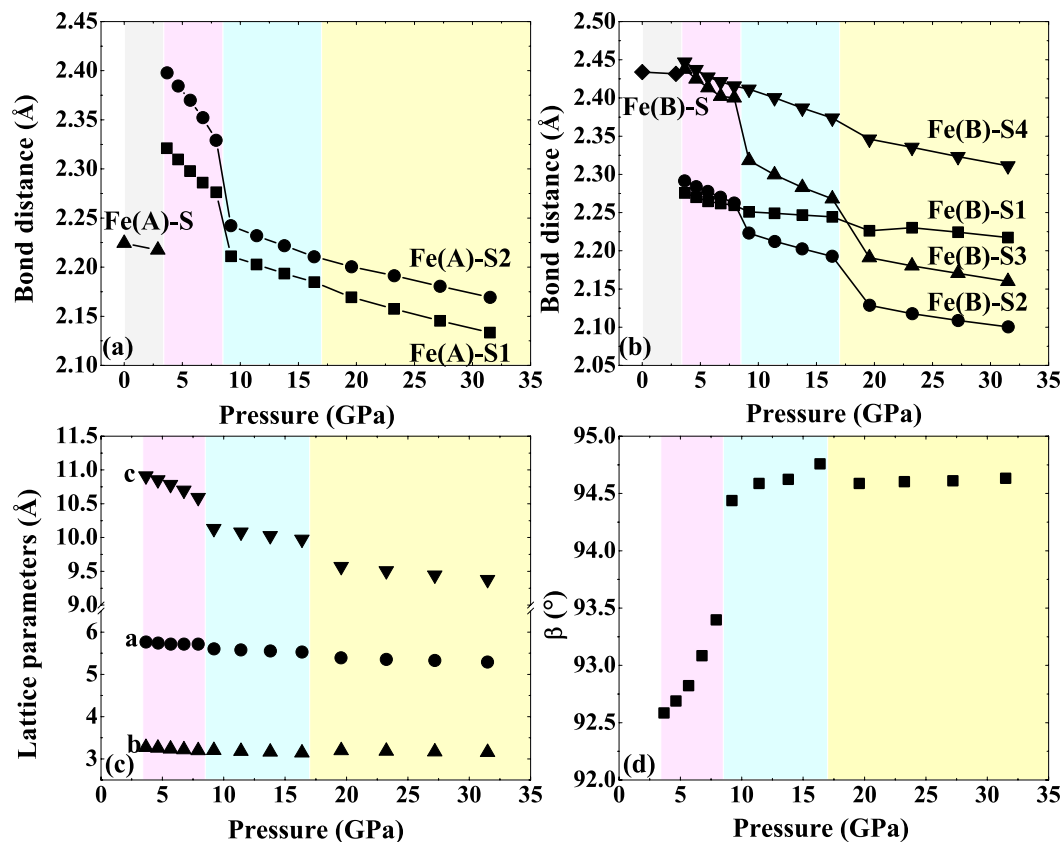 2.45
2.40
2.35
2.30
2.25
2.20
2.15
2.10
Bond distance (Å)
Fe(A)-S
Fe(A)-S2
Fe(A)-S1
(a)
0 5 10 15 20 25 30 35
Pressure (GPa)
2.50
2.45
2.40
2.35
2.30
2.25
2.20
2.15
2.10
2.05
Bond distance (Å)
Fe(B)-S
Fe(B)-S4
Fe(B)-S1
Fe(B)-S3
Fe(B)-S2
(b)
0 5 10 15 20 25 30 35
Pressure (GPa)
11.5
11.0
10.5
10.0
9.5
9.0
6
5
4
3
Lattice parameters (Å)
c
a
b
(c)
0 5 10 15 20 25 30 35
Pressure (GPa)
95.0
94.5
94.0
93.5
93.0
92.5
92.0
β (°)
(d)
0 5 10 15 20 25 30 35
Pressure (GPa)